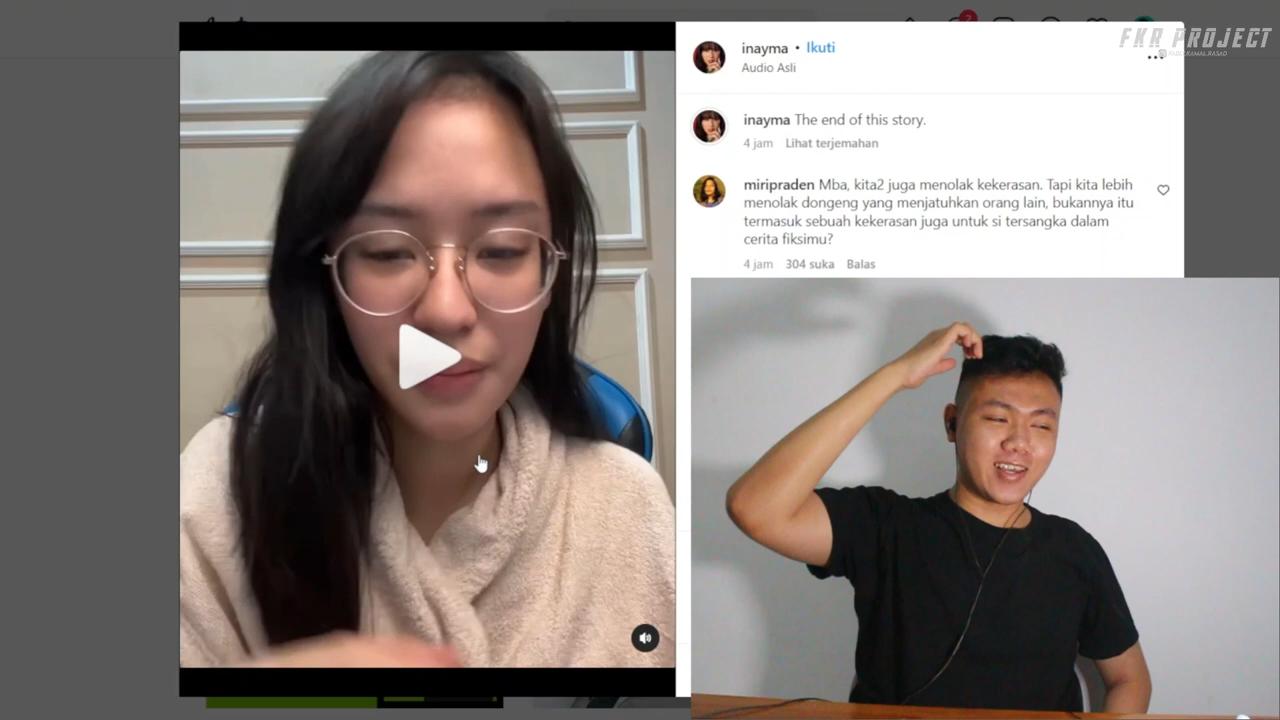 FKR PROJECT
inayma • Ikuti
Audio Asli
inayma The end of this story.
4 jam Lihat terjemahan
miripraden Mba, kita2 juga menolak kekerasan. Tapi kita lebih
menolak dongeng yang menjatuhkan orang lain, bukannya itu
termasuk sebuah kekerasan juga untuk si tersangka dalam
cerita fiksimu?
4 jam 304 suka Balas